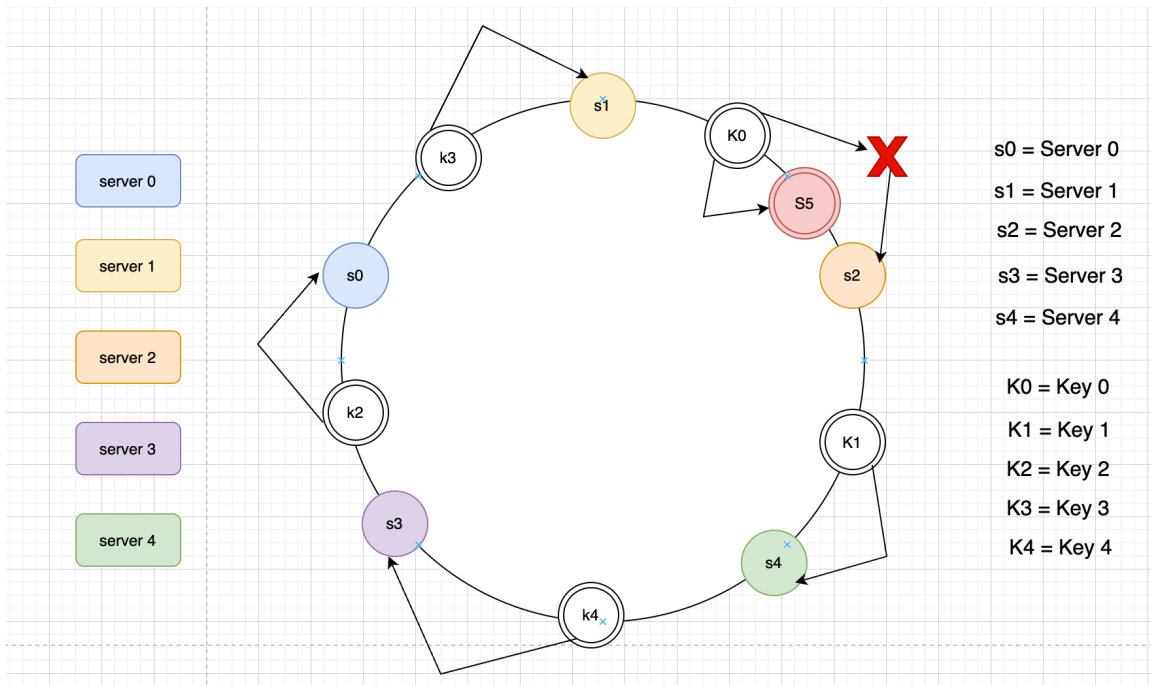 server 0
server 1
server 2
server 3
server 4
s1
K0
k3
S5
s0
s2
k2
K1
s3
s4
k4
s0 = Server 0
s1 = Server 1
s2 = Server 2
s3 = Server 3
s4 = Server 4
K0 = Key 0
K1 = Key 1
K2 = Key 2
K3 = Key 3
K4 = Key 4